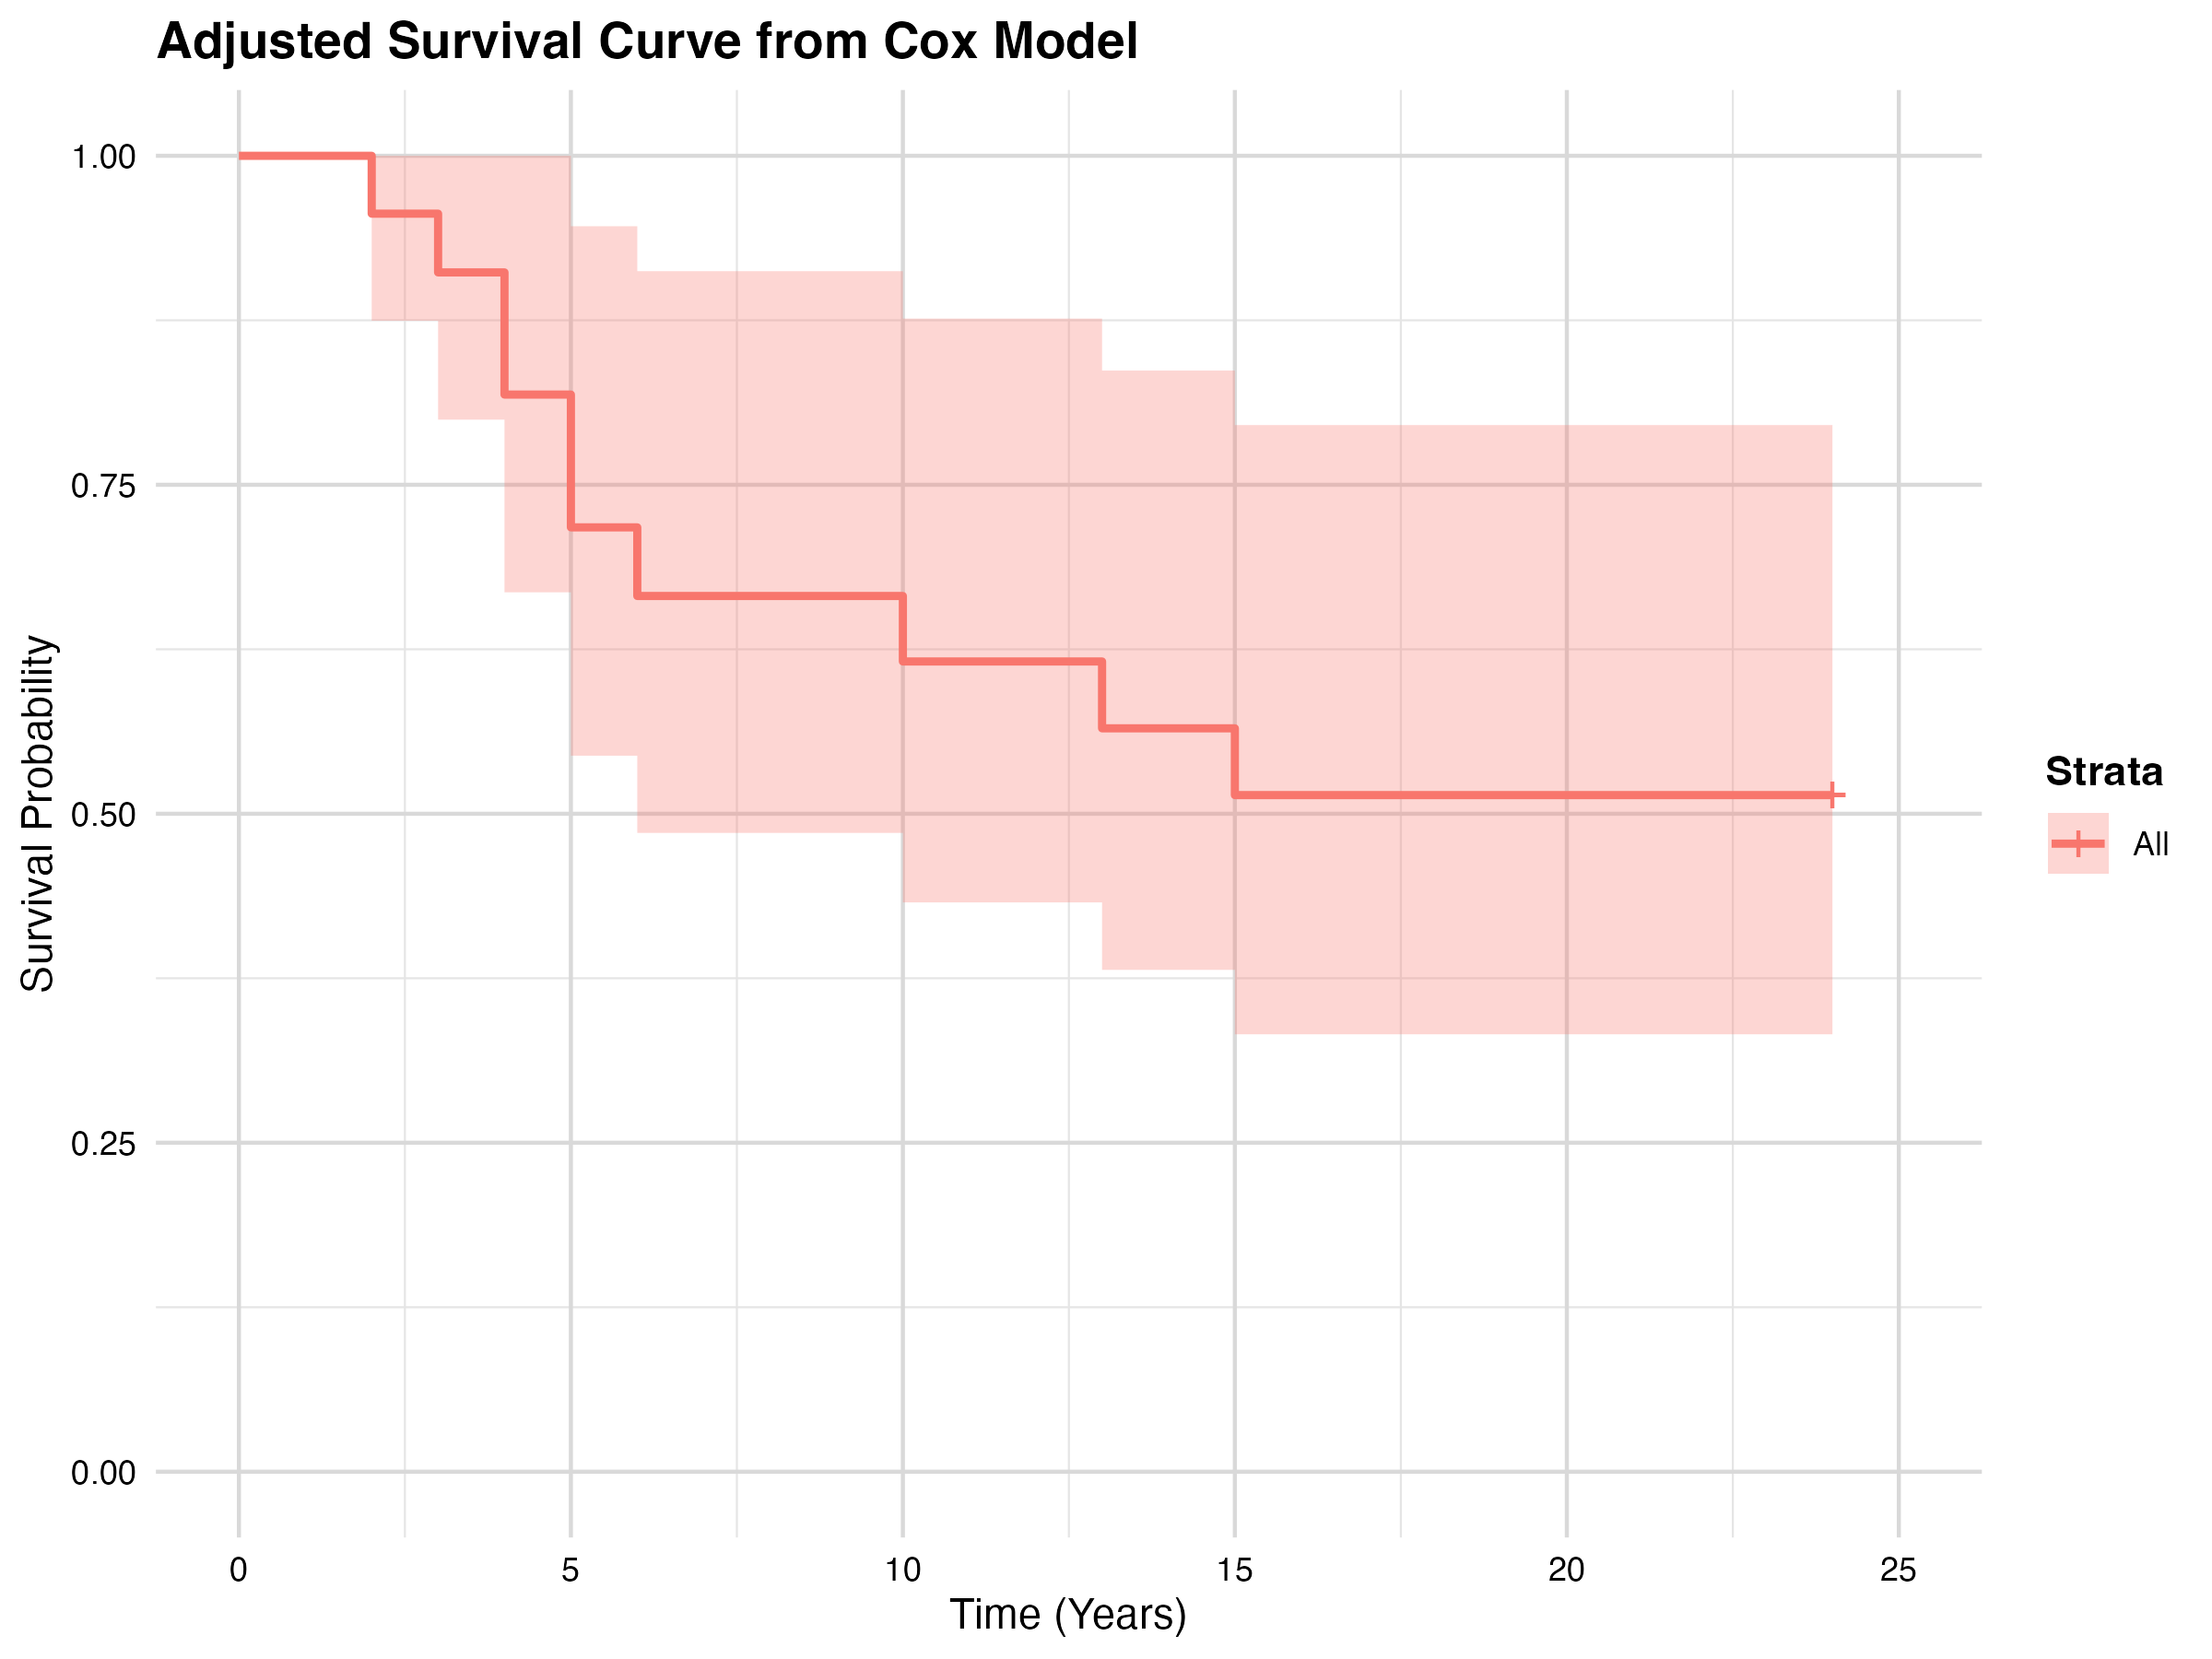 Adjusted Survival Curve from Cox Model
1.00
0.75
0.50
0.25
0.00
Survival Probability
0 5 10 15 20 25
Time (Years)
Strata
All